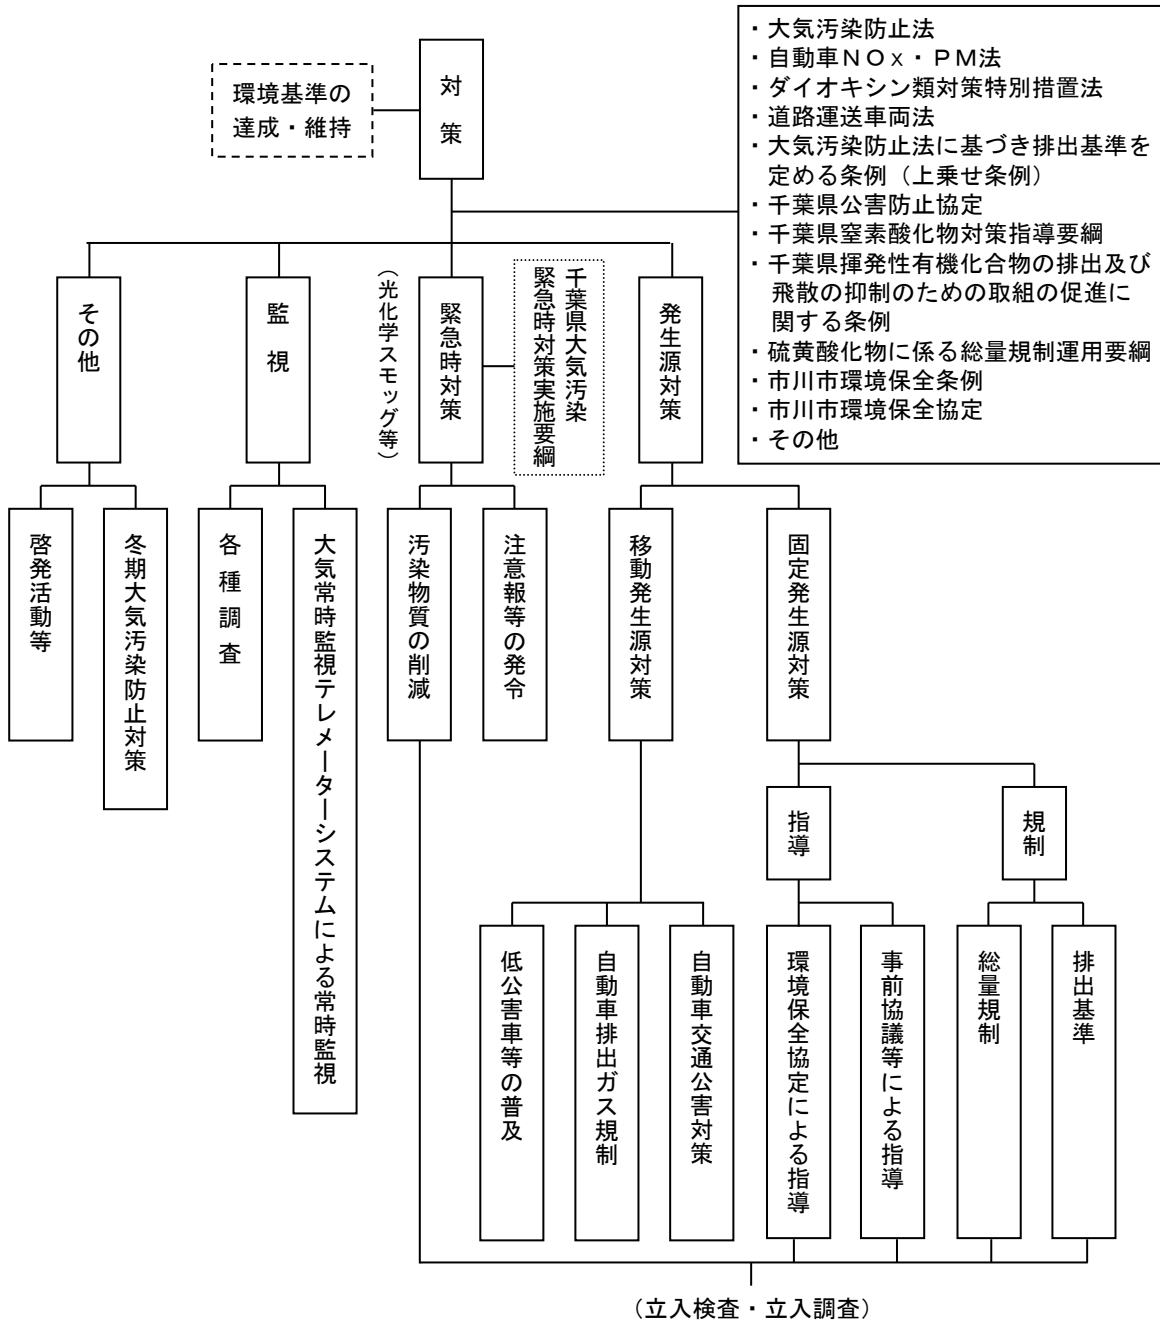 対策
環境基準の
達成・維持
・大気汚染防止法
・自動車ＮＯｘ・ＰＭ法
・ダイオキシン類対策特別措置法
・道路運送車両法
・大気汚染防止法に基づき排出基準を
定める条例（上乗せ条例）
・千葉県公害防止協定
・千葉県窒素酸化物対策指導要綱
・千葉県揮発性有機化合物の排出及び
飛散の抑制のための取組の促進に
関する条例
・硫黄酸化物に係る総量規制運用要綱
・市川市環境保全条例
・市川市環境保全協定
・その他
発生源対策
千葉県大気汚染
緊急時対策実施要綱
緊急時対策
（光化学スモッグ等）
監視
その他
固定発生源対策
移動発生源対策
注意報等の発令
汚染物質の削減
大気常時監視テレメーターシステムによる常時監視
各種調査
冬期大気汚染防止対策
啓発活動等
規制
指導
排出基準
総量規制
事前協議等による指導
環境保全協定による指導
自動車交通公害対策
自動車排出ガス規制
低公害車等の普及
（立入検査・立入調査）